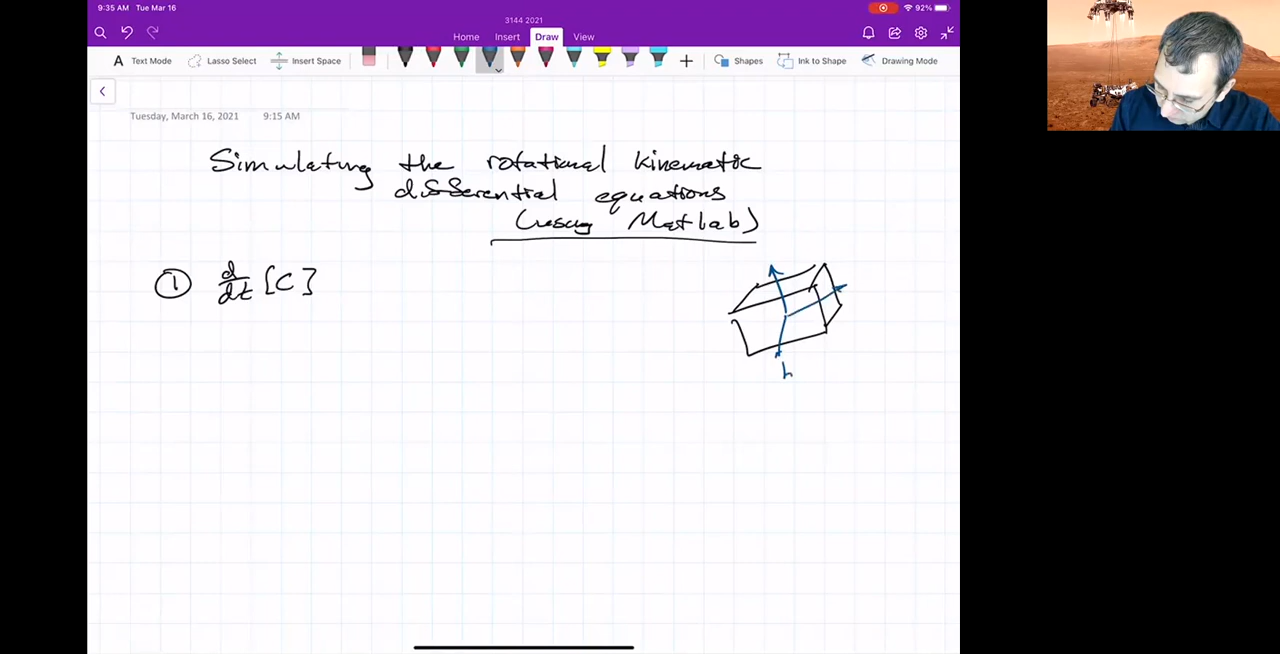 9:35 AM Tue Mar 16
92%
3144 2021
Home Insert Draw View
A Text Mode Lasso Select Insert Space Shapes Ink to Shape Drawing Mode
Tuesday, March 16, 2021 9:15 AM
Simulating the rotational kinematic
differential equations
(using Matlab)
① d/dt [C]
b